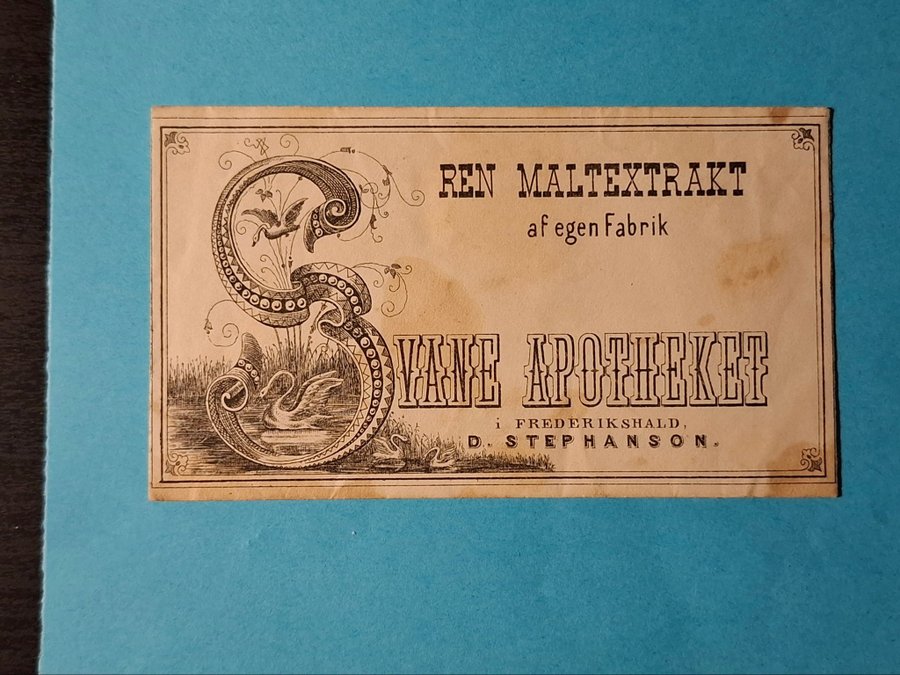 REN MALTEXTRAKT
af egen Fabrik
SVANE APOTHEKET
i FREDERIKSHALD,
D. STEPHANSON.